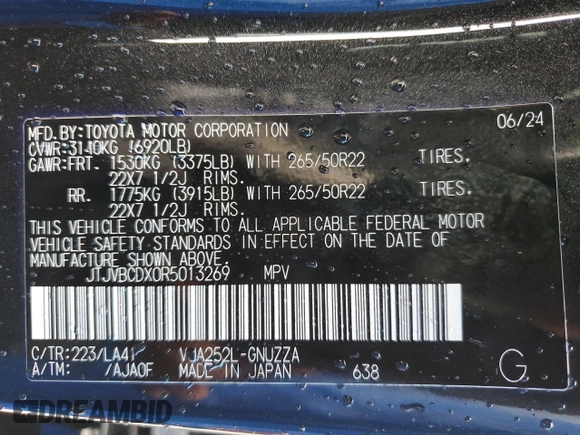 MFD.BY:TOYOTA MOTOR CORPORATION 06/24
GVWR:3140KG (6920LB)
GAWR:FRT. 1530KG (3375LB) WITH 265/50R22 TIRES.
22X7 1/2J RIMS.
RR. 1775KG (3915LB) WITH 265/50R22 TIRES.
22X7 1/2J RIMS.
THIS VEHICLE CONFORMS TO ALL APPLICABLE FEDERAL MOTOR
VEHICLE SAFETY STANDARDS IN EFFECT ON THE DATE OF
MANUFACTURE SHOWN ABOVE.
JTJVBCDX0R5013269 MPV
C/TR:223/LA41 VJA252L-GNUZZA
A/TM: /AJA0F MADE IN JAPAN 638 G
DREAMBID